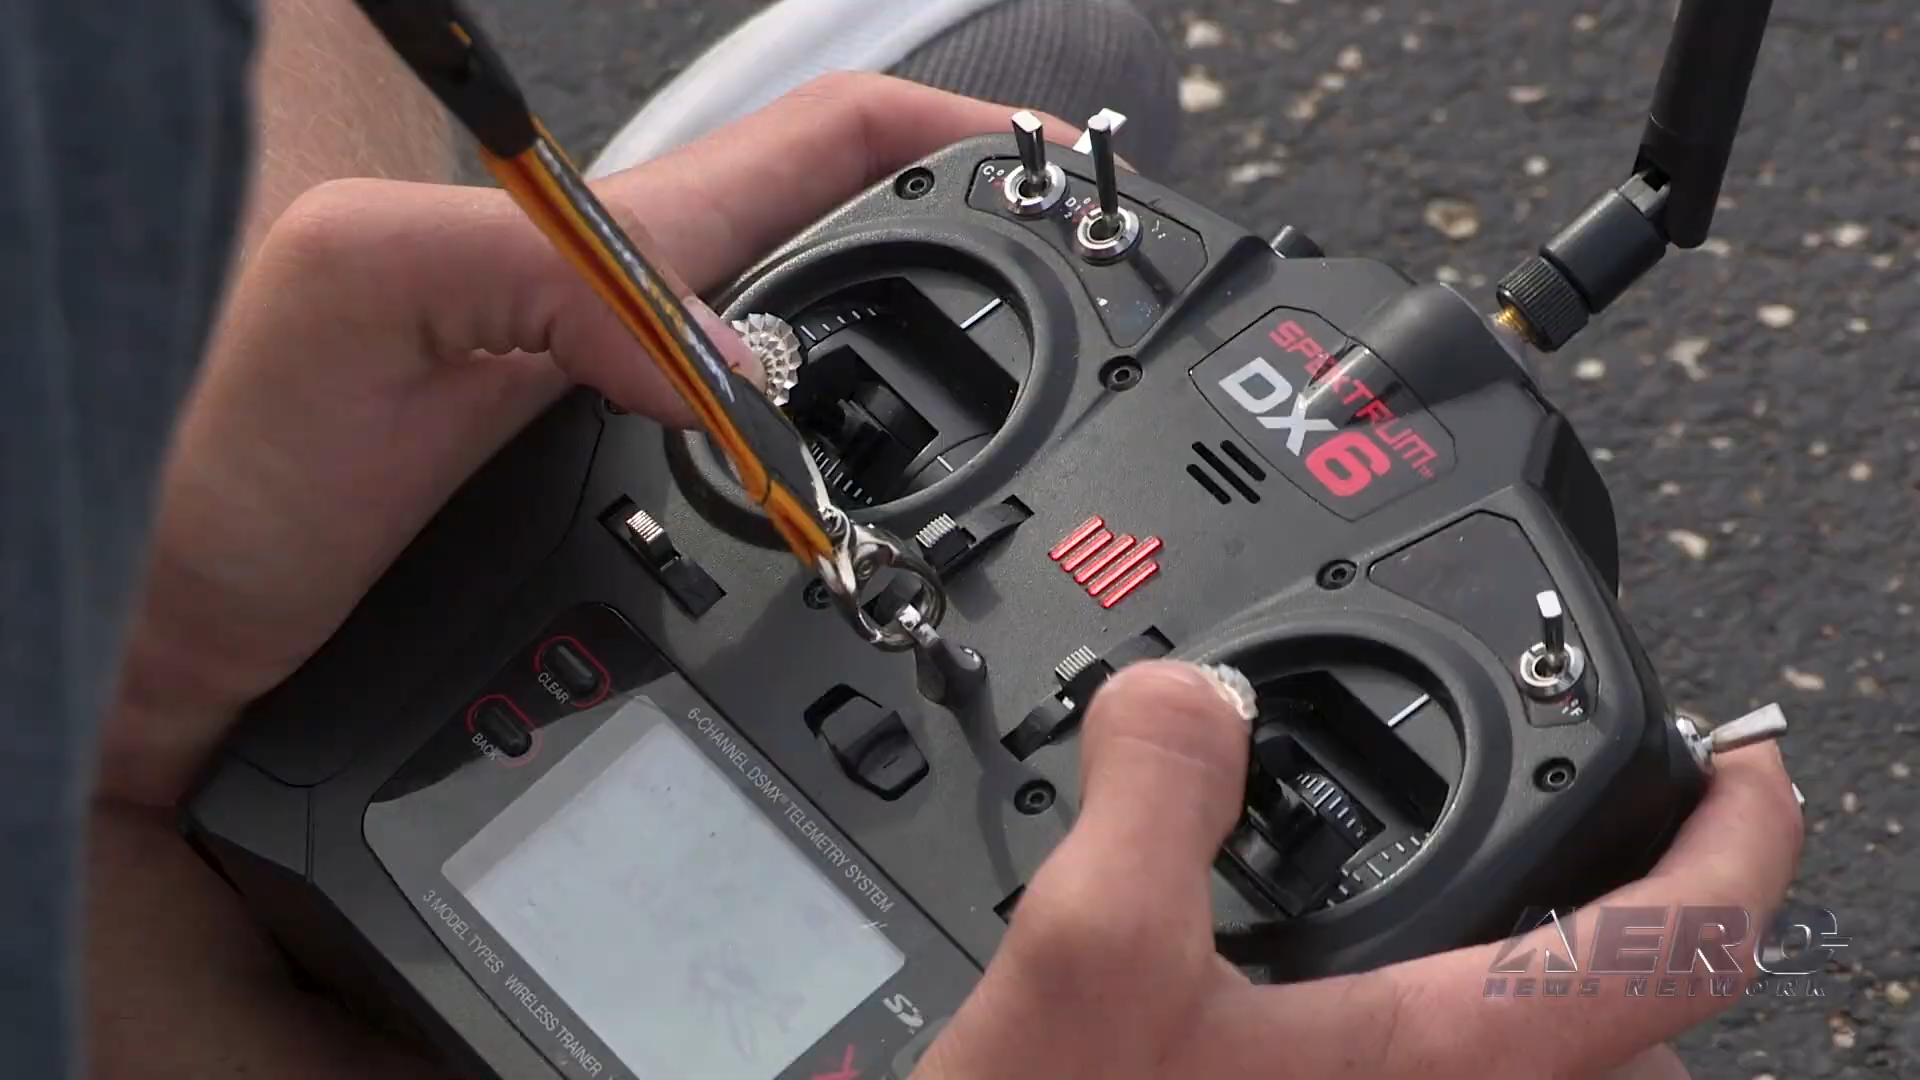 SPEKTRUM
DX6
CLEAR
BACK
6-CHANNEL DSMX® TELEMETRY SYSTEM
3 MODEL TYPES WIRELESS TRAINER
AERO
NEWS NETWORK